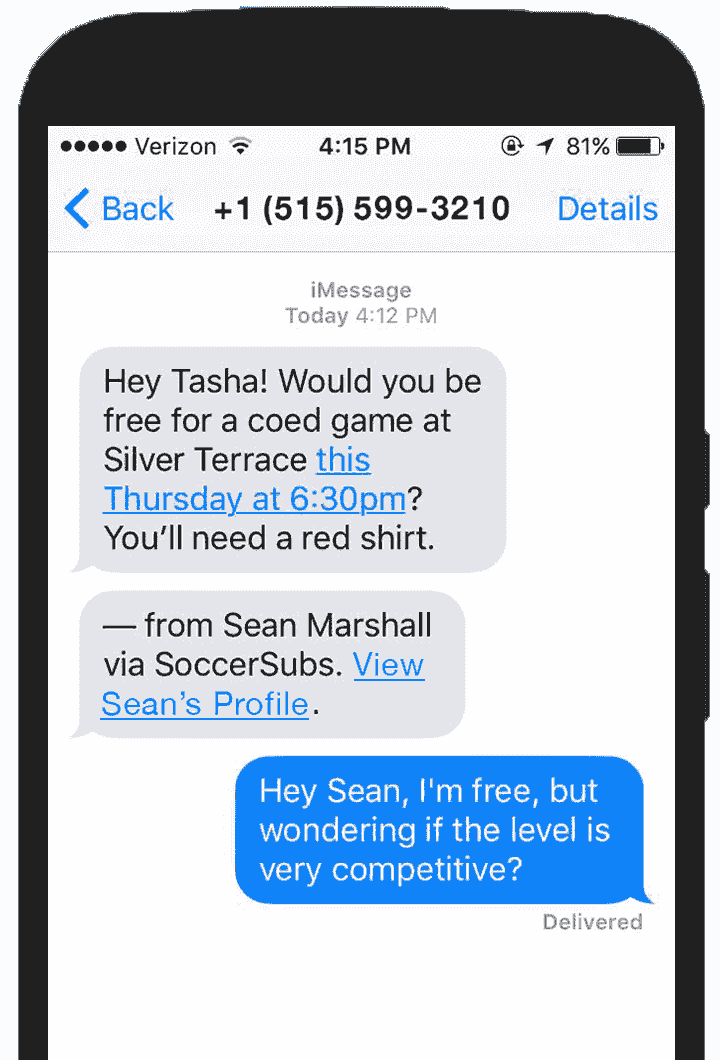 Verizon 4:15 PM 81%
Back +1 (515) 599-3210 Details
iMessage
Today 4:12 PM
Hey Tasha! Would you be
free for a coed game at
Silver Terrace this
Thursday at 6:30pm?
You’ll need a red shirt.
— from Sean Marshall
via SoccerSubs. View
Sean’s Profile.
Hey Sean, I'm free, but
wondering if the level is
very competitive?
Delivered